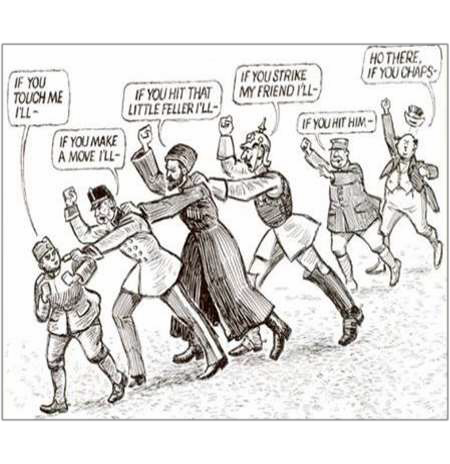 IF YOU
TOUCH ME
I'LL-
IF YOU MAKE
A MOVE I'LL-
IF YOU HIT THAT
LITTLE FELLER I'LL-
IF YOU STRIKE
MY FRIEND I'LL-
IF YOU HIT HIM-
HO THERE,
IF YOU CHAPS-